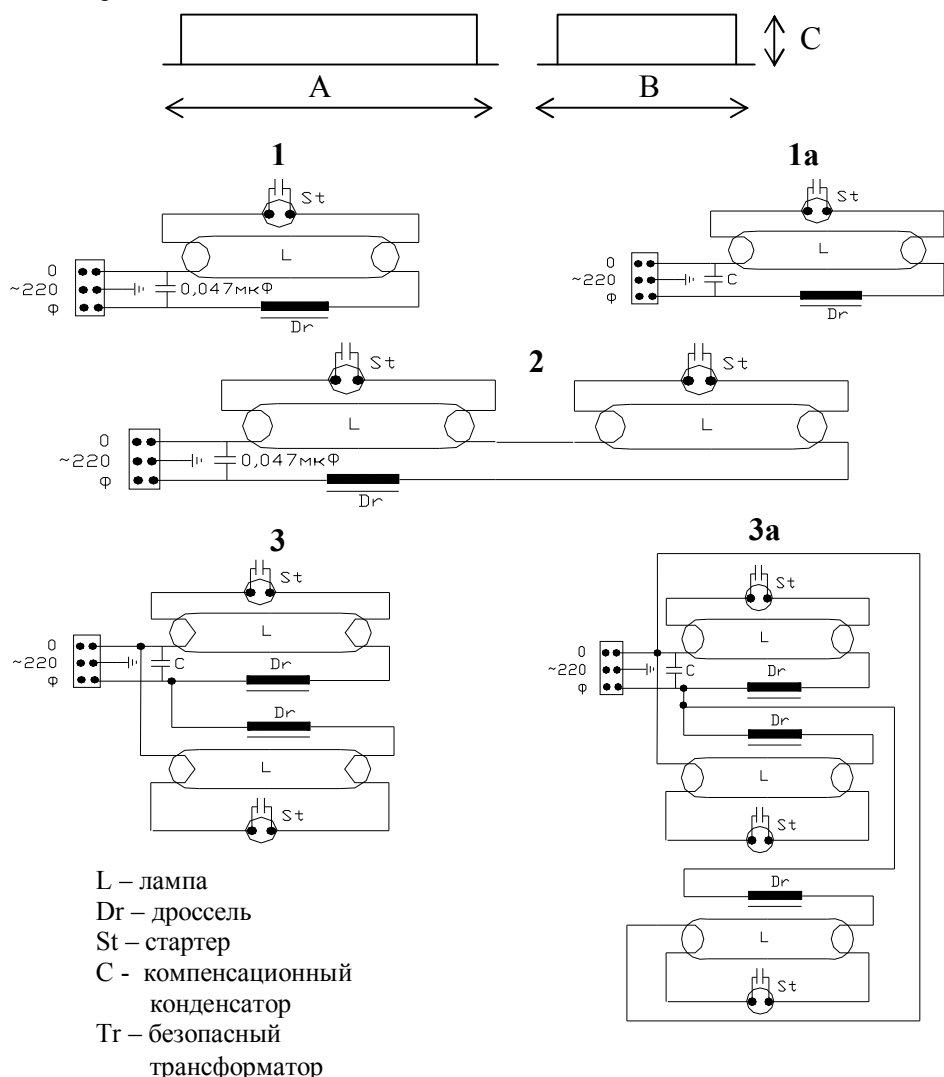 C
A B
1 1а
St
L
0
~220
Φ
0,047мкФ
Dr
St
L
0
~220
Φ
C
Dr
2
St
St
L
L
0
~220
Φ
0,047мкФ
Dr
3
St
L
0
~220
Φ
C
Dr
Dr
L
St
3а
St
L
0
~220
Φ
C
Dr
Dr
L
St
Dr
L
St
L – лампа
Dr – дроссель
St – стартер
C - компенсационный
конденсатор
Tr – безопасный
трансформатор